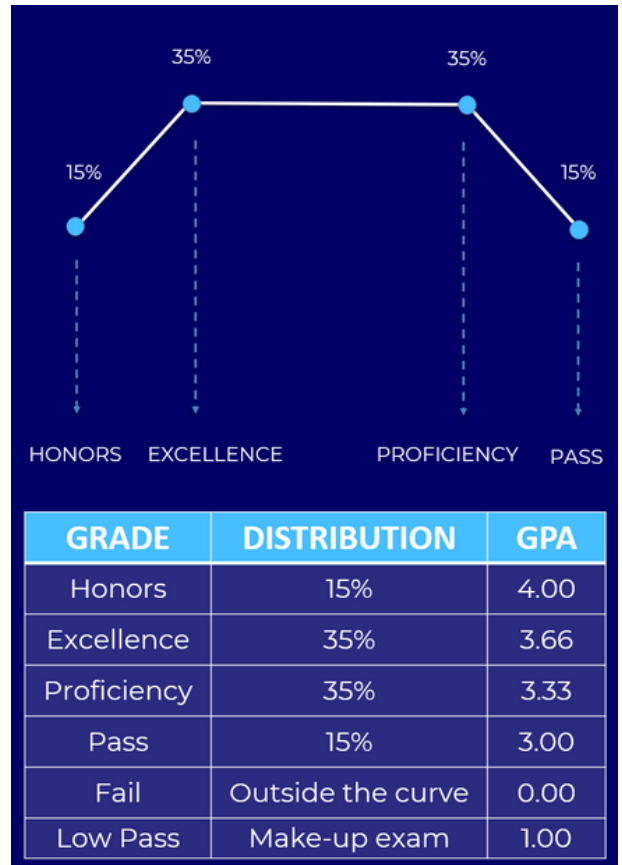 35% 35%
15% 15%
HONORS EXCELLENCE PROFICIENCY PASS
GRADE DISTRIBUTION GPA
Honors 15% 4.00
Excellence 35% 3.66
Proficiency 35% 3.33
Pass 15% 3.00
Fail Outside the curve 0.00
Low Pass Make-up exam 1.00